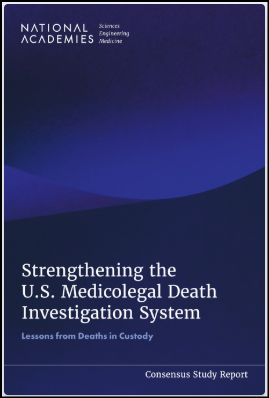 NATIONAL
ACADEMIES
Sciences
Engineering
Medicine
Strengthening the
U.S. Medicolegal Death
Investigation System
Lessons from Deaths in Custody
Consensus Study Report